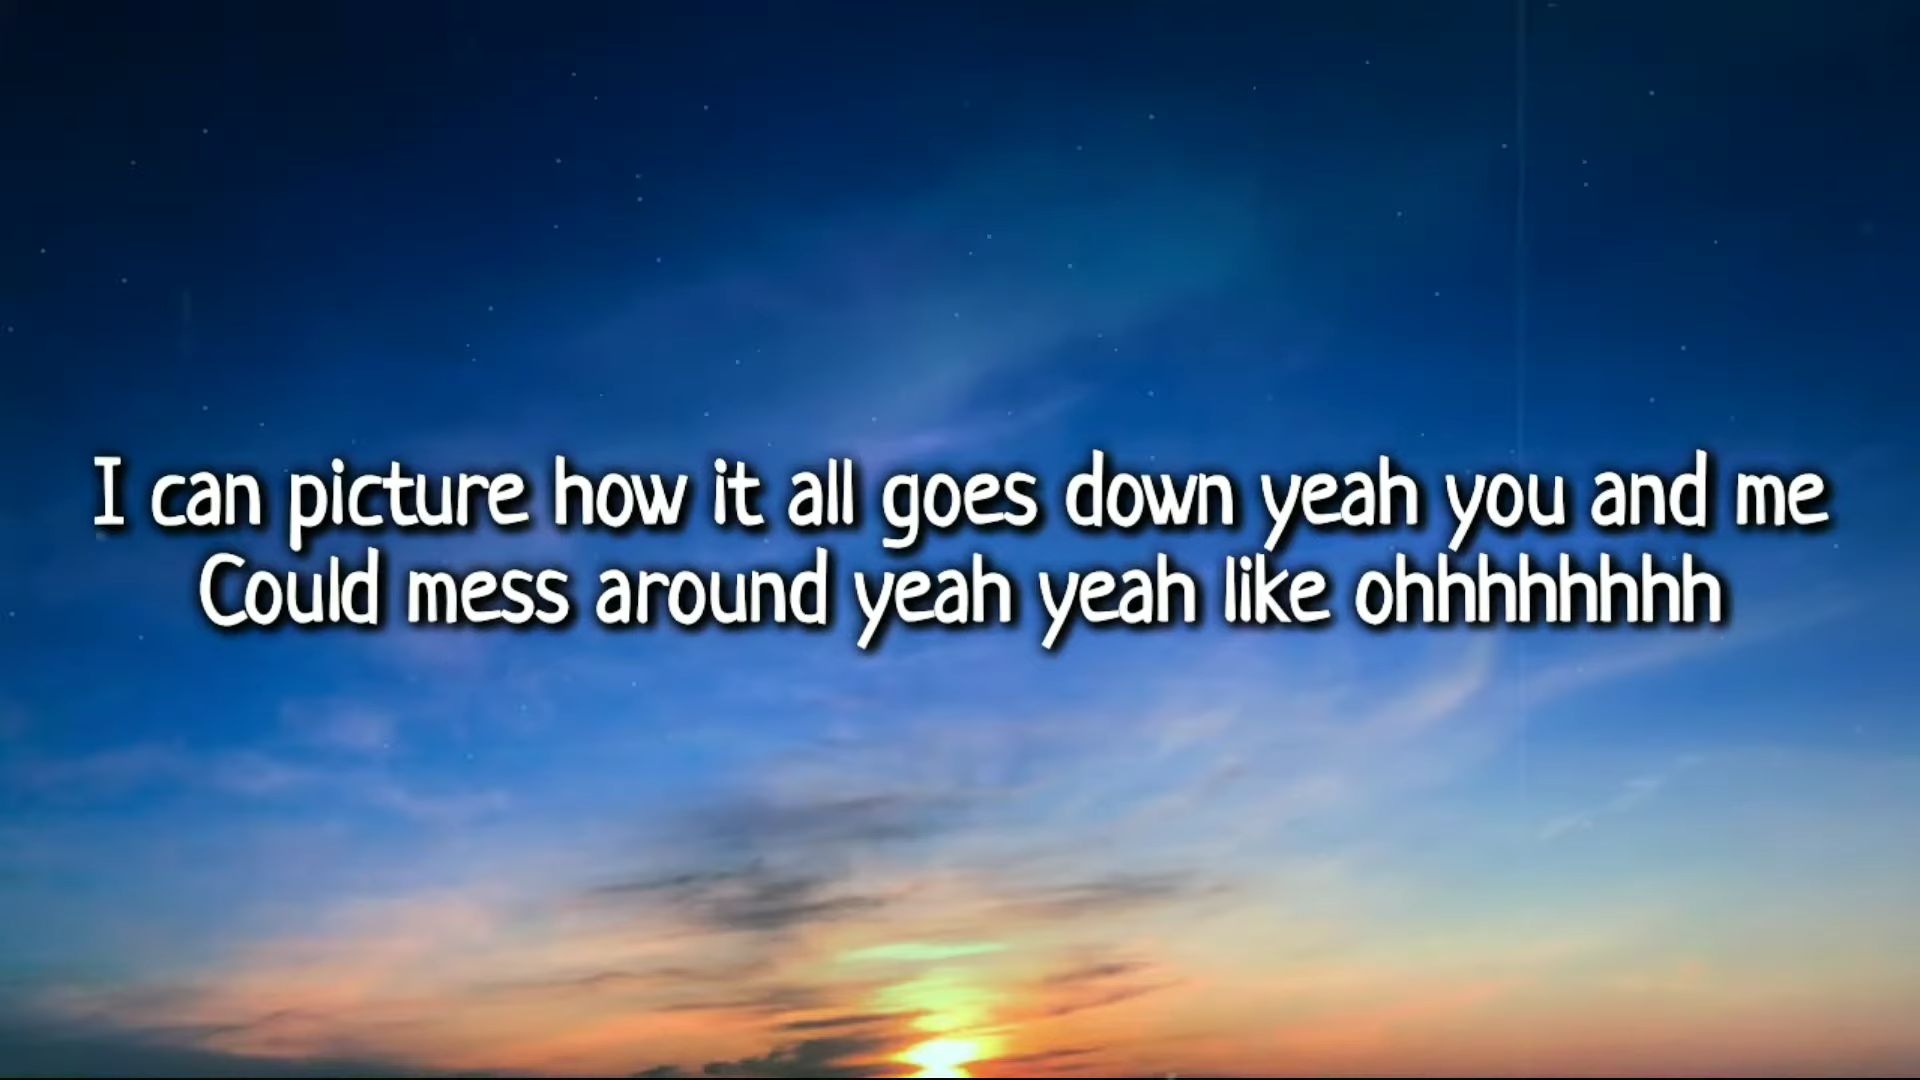 I can picture how it all goes down yeah you and me
Could mess around yeah yeah like ohhhhhhhh